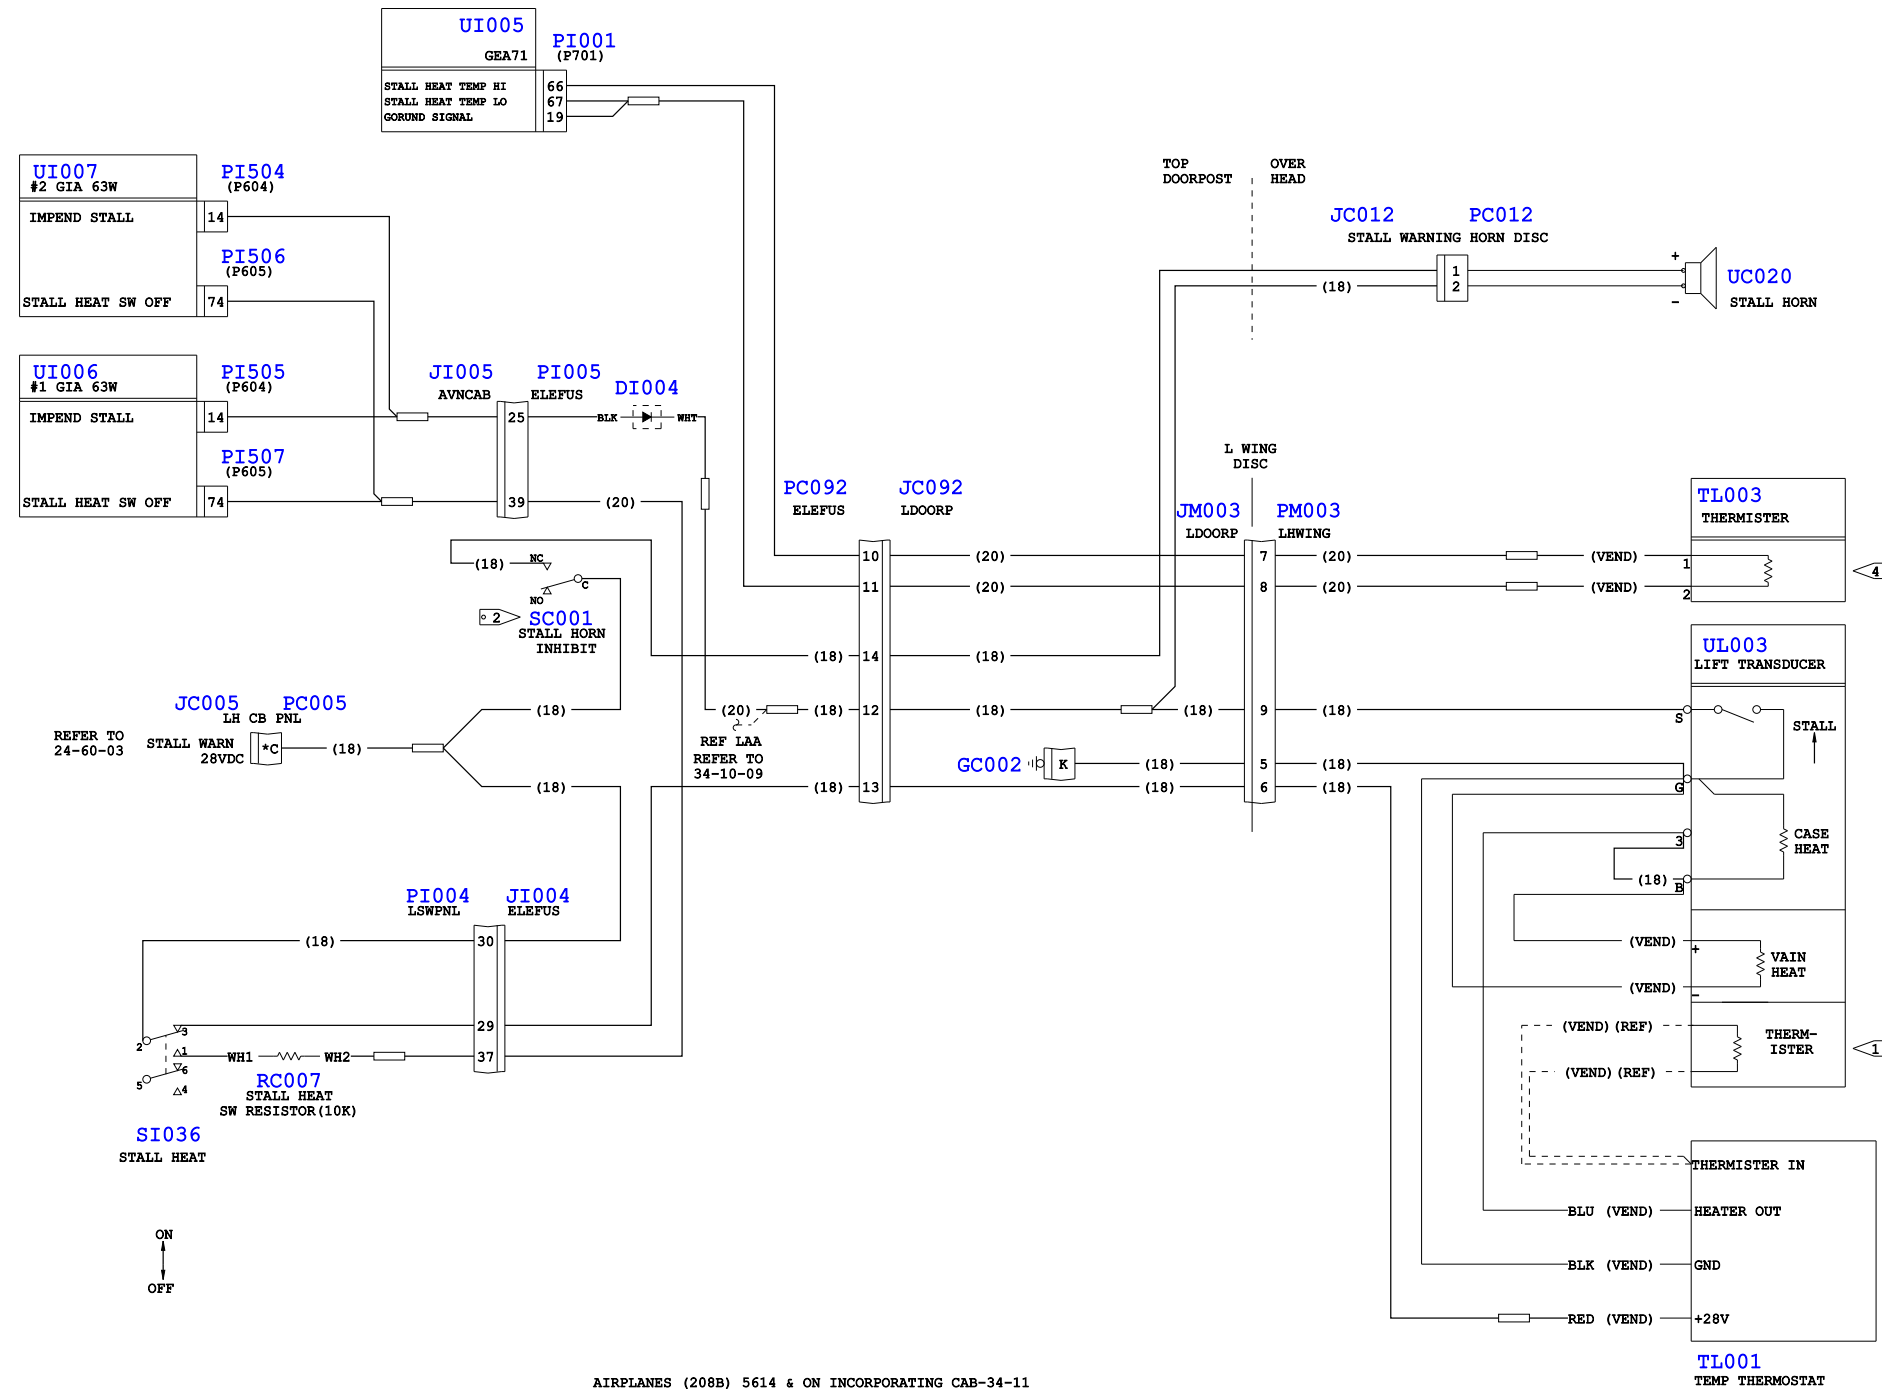 UI005
GEA71
PI001
(P701)
STALL HEAT TEMP HI
66
STALL HEAT TEMP LO
67
GORUND SIGNAL
19
UI007
#2 GIA 63W
PI504
(P604)
IMPEND STALL
14
PI506
(P605)
STALL HEAT SW OFF
74
UI006
#1 GIA 63W
PI505
(P604)
IMPEND STALL
14
PI507
(P605)
STALL HEAT SW OFF
74
JI005
AVNCAB
PI005
ELEFUS
25
39
DI004
BLK
WHT
(20)
TOP
DOORPOST
OVER
HEAD
JC012
PC012
STALL WARNING HORN DISC
1
2
(18)
+
-
UC020
STALL HORN
L WING
DISC
PC092
ELEFUS
JC092
LDOORP
JM003
LDOORP
PM003
LHWING
10
(20)
7
(20)
(VEND)
11
(20)
8
(20)
(VEND)
TL003
THERMISTER
1
2
4
(18)
NC
C
NO
2
SC001
STALL HORN
INHIBIT
(18)
14
(18)
UL003
LIFT TRANSDUCER
JC005
PC005
LH CB PNL
REFER TO
24-60-03
STALL WARN
28VDC
*C
(18)
(18)
(18)
(20)
(18)
12
(18)
(18)
9
(18)
S
STALL
REF LAA
REFER TO
34-10-09
GC002
K
(18)
5
(18)
G
(18)
13
(18)
6
(18)
3
CASE
HEAT
(18)
B
PI004
LSWPNL
JI004
ELEFUS
(18)
30
(VEND)
+
VAIN
HEAT
(VEND)
-
29
3
2
1
6
5
4
WH1
WH2
37
RC007
STALL HEAT
SW RESISTOR(10K)
(VEND)(REF)
THERM-
ISTER
1
(VEND)(REF)
SI036
STALL HEAT
THERMISTER IN
BLU (VEND)
HEATER OUT
ON
OFF
BLK (VEND)
GND
RED (VEND)
+28V
TL001
TEMP THERMOSTAT
AIRPLANES (208B) 5614 & ON INCORPORATING CAB-34-11